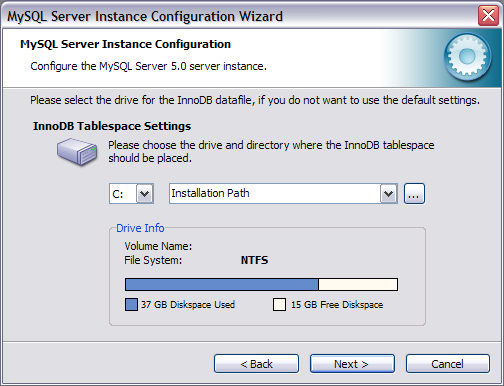 MySQL Server Instance Configuration Wizard
MySQL Server Instance Configuration
Configure the MySQL Server 5.0 server instance.
Please select the drive for the InnoDB datafile, if you do not want to use the default settings.
InnoDB Tablespace Settings
Please choose the drive and directory where the InnoDB tablespace
should be placed.
C: Installation Path ...
Drive Info
Volume Name:
File System: NTFS
37 GB Diskspace Used 15 GB Free Diskspace
< Back Next > Cancel